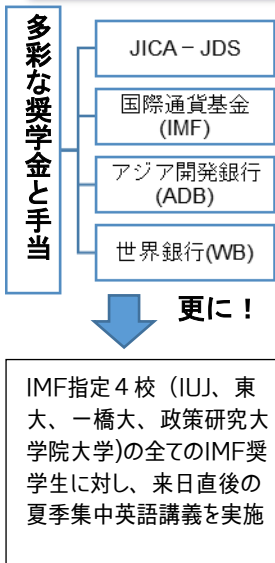 多彩な奨学金と手当
JICA – JDS
国際通貨基金
(IMF)
アジア開発銀行
(ADB)
世界銀行(WB)
更に！
IMF指定４校（IUJ、東
大、一橋大、政策研究大
学院大学)の全てのIMF奨
学生に対し、来日直後の
夏季集中英語講義を実施